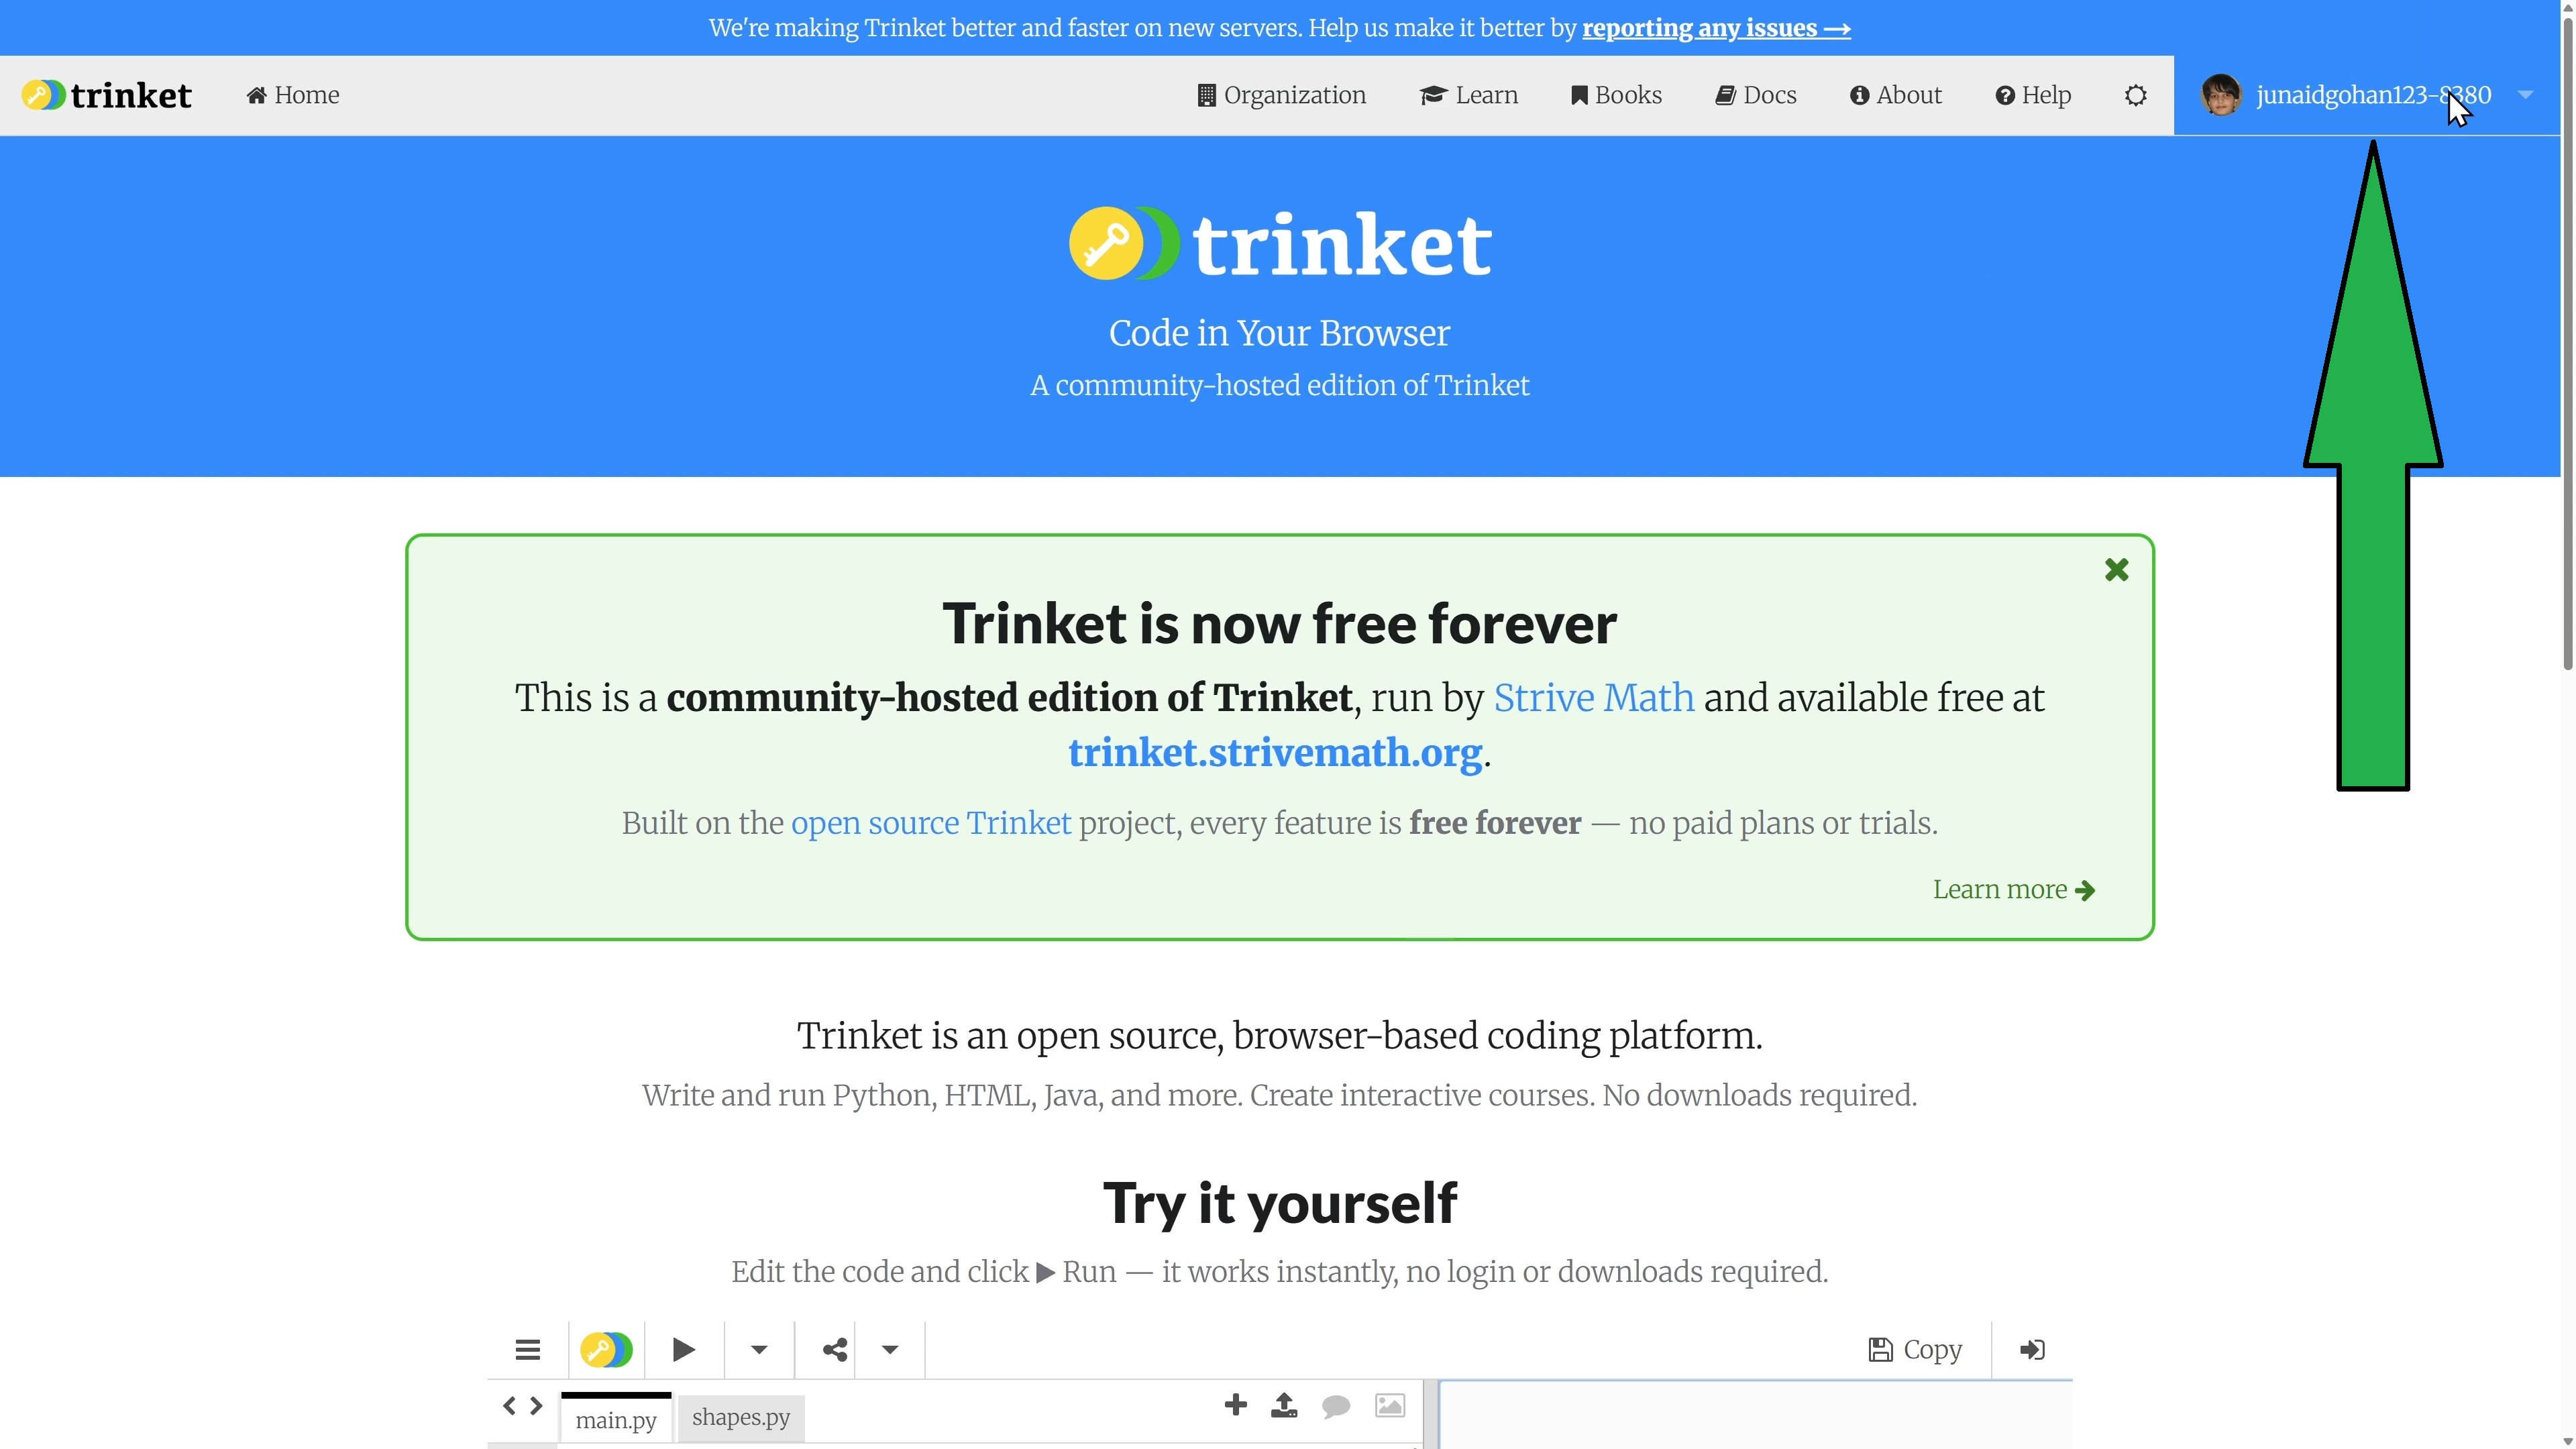 We're making Trinket better and faster on new servers. Help us make it better by reporting any issues →
trinket Home Organization Learn Books Docs About Help junaidgohan123-8380
trinket
Code in Your Browser
A community-hosted edition of Trinket
Trinket is now free forever
This is a community-hosted edition of Trinket, run by Strive Math and available free at
trinket.strivemath.org.
Built on the open source Trinket project, every feature is free forever — no paid plans or trials.
Learn more
Trinket is an open source, browser-based coding platform.
Write and run Python, HTML, Java, and more. Create interactive courses. No downloads required.
Try it yourself
Edit the code and click ▶ Run — it works instantly, no login or downloads required.
Copy
main.py shapes.py